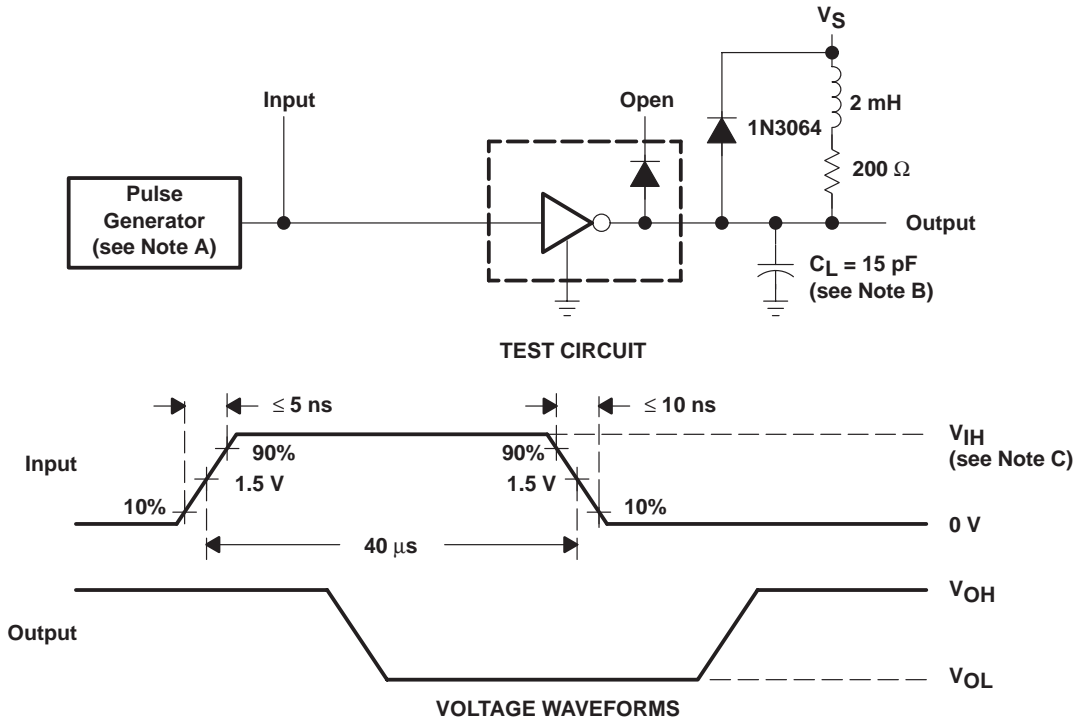 VS
Input
Open
2 mH
1N3064
200 Ω
Pulse
Generator
(see Note A)
Output
CL = 15 pF
(see Note B)
TEST CIRCUIT
≤ 5 ns
≤ 10 ns
VIH
(see Note C)
Input
90%
90%
1.5 V
1.5 V
10%
10%
0 V
40 μs
VOH
Output
VOL
VOLTAGE WAVEFORMS